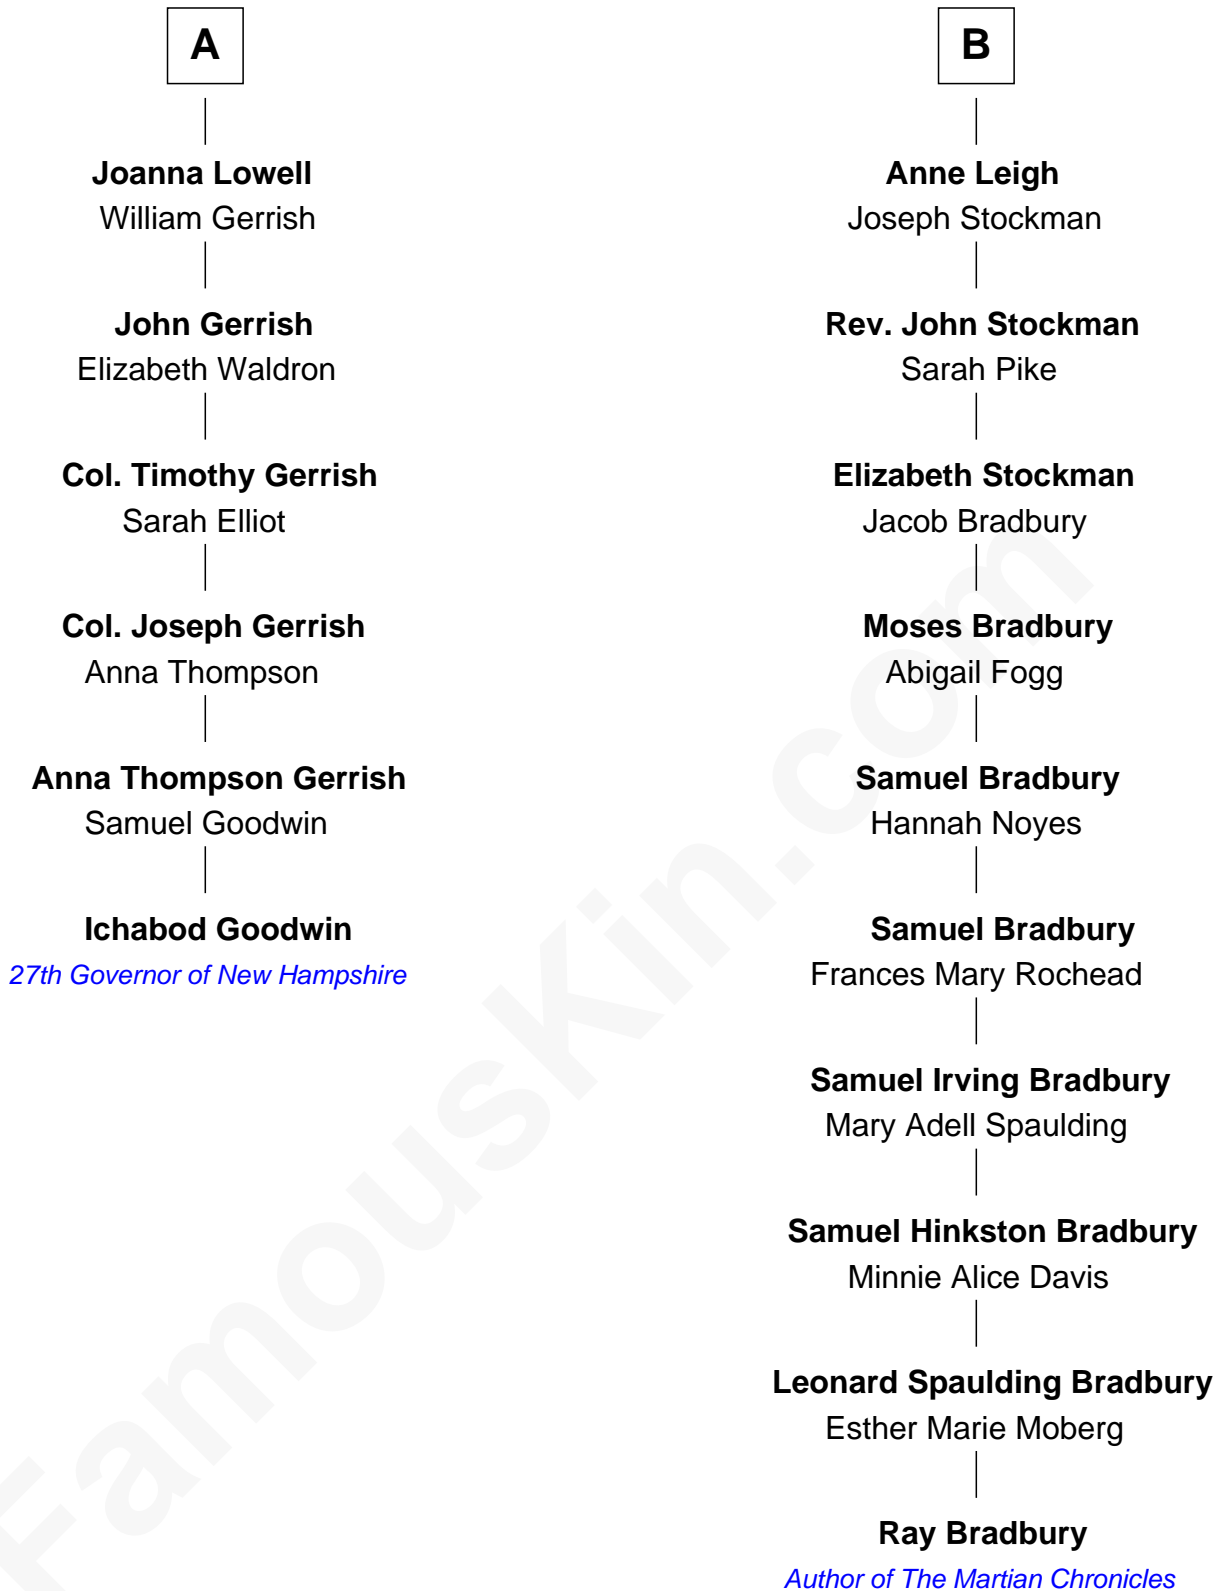 A
Joanna Lowell
William Gerrish
John Gerrish
Elizabeth Waldron
Col. Timothy Gerrish
Sarah Elliot
Col. Joseph Gerrish
Anna Thompson
Anna Thompson Gerrish
Samuel Goodwin
Ichabod Goodwin
27th Governor of New Hampshire
B
Anne Leigh
Joseph Stockman
Rev. John Stockman
Sarah Pike
Elizabeth Stockman
Jacob Bradbury
Moses Bradbury
Abigail Fogg
Samuel Bradbury
Hannah Noyes
Samuel Bradbury
Frances Mary Rochead
Samuel Irving Bradbury
Mary Adell Spaulding
Samuel Hinkston Bradbury
Minnie Alice Davis
Leonard Spaulding Bradbury
Esther Marie Moberg
Ray Bradbury
Author of The Martian Chronicles
FamousKin.com